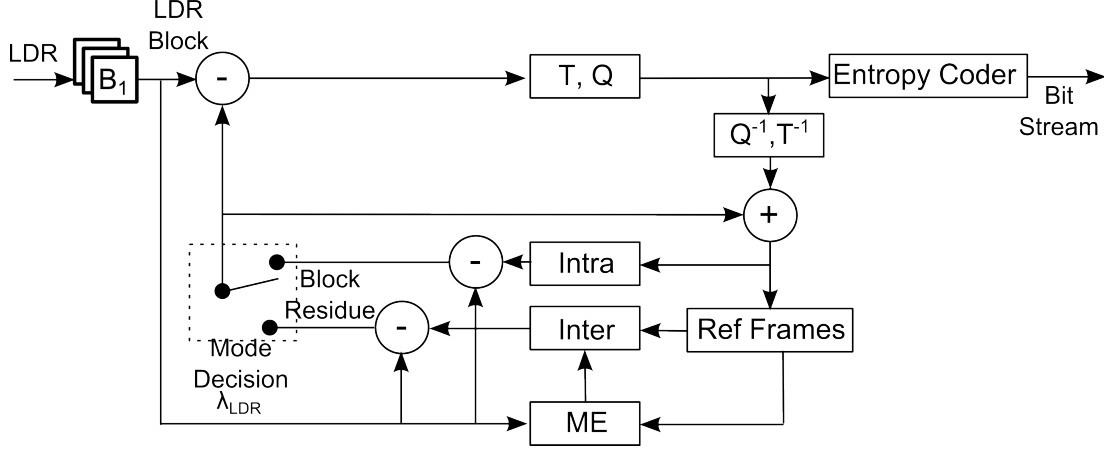 LDR
LDR
Block
B1
-
T, Q
Entropy Coder
Bit
Stream
Q-1,T-1
+
-
Intra
Block
Residue
-
Inter
Ref Frames
Mode
Decision
λLDR
ME